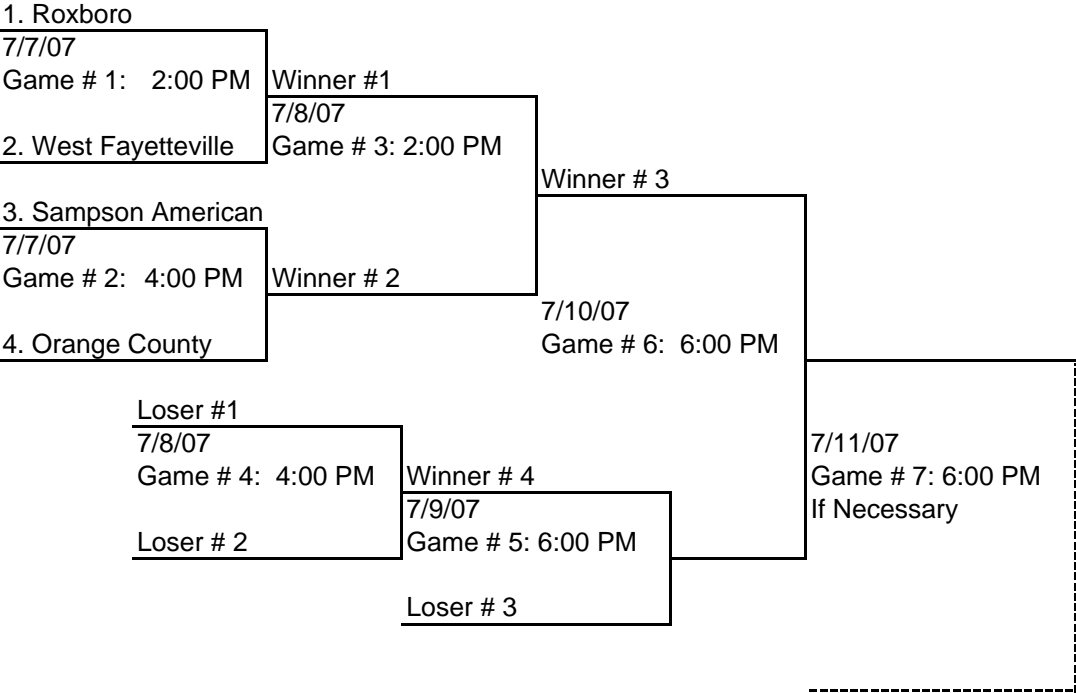 1. Roxboro
7/7/07
Game # 1: 2:00 PM
2. West Fayetteville
Winner #1
7/8/07
Game # 3: 2:00 PM
3. Sampson American
7/7/07
Game # 2: 4:00 PM
4. Orange County
Winner # 2
Winner # 3
7/10/07
Game # 6: 6:00 PM
Loser #1
7/8/07
Game # 4: 4:00 PM
Loser # 2
Winner # 4
7/9/07
Game # 5: 6:00 PM
Loser # 3
7/11/07
Game # 7: 6:00 PM
If Necessary